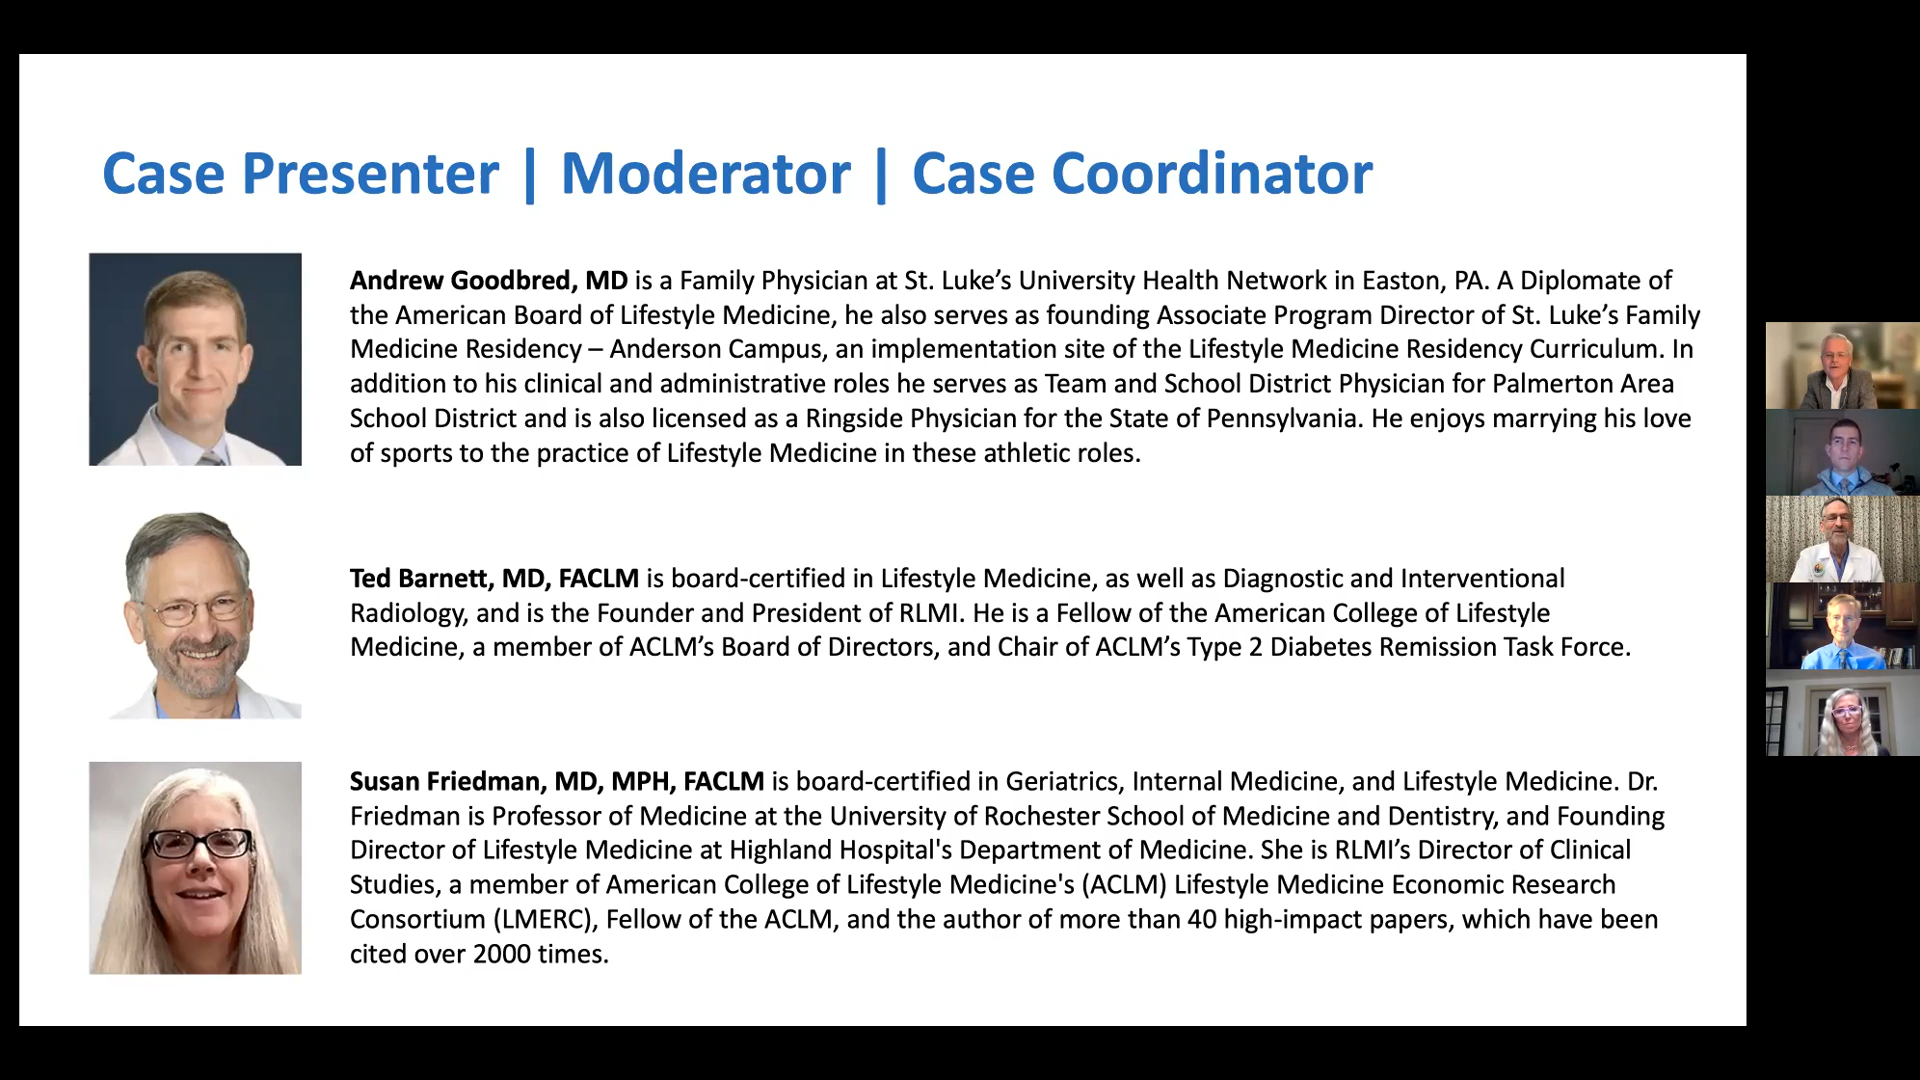 Case Presenter | Moderator | Case Coordinator
Andrew Goodbred, MD is a Family Physician at St. Luke’s University Health Network in Easton, PA. A Diplomate of
the American Board of Lifestyle Medicine, he also serves as founding Associate Program Director of St. Luke’s Family
Medicine Residency – Anderson Campus, an implementation site of the Lifestyle Medicine Residency Curriculum. In
addition to his clinical and administrative roles he serves as Team and School District Physician for Palmerton Area
School District and is also licensed as a Ringside Physician for the State of Pennsylvania. He enjoys marrying his love
of sports to the practice of Lifestyle Medicine in these athletic roles.
Ted Barnett, MD, FACLM is board-certified in Lifestyle Medicine, as well as Diagnostic and Interventional
Radiology, and is the Founder and President of RLMI. He is a Fellow of the American College of Lifestyle
Medicine, a member of ACLM’s Board of Directors, and Chair of ACLM’s Type 2 Diabetes Remission Task Force.
Susan Friedman, MD, MPH, FACLM is board-certified in Geriatrics, Internal Medicine, and Lifestyle Medicine. Dr.
Friedman is Professor of Medicine at the University of Rochester School of Medicine and Dentistry, and Founding
Director of Lifestyle Medicine at Highland Hospital's Department of Medicine. She is RLMI’s Director of Clinical
Studies, a member of American College of Lifestyle Medicine's (ACLM) Lifestyle Medicine Economic Research
Consortium (LMERC), Fellow of the ACLM, and the author of more than 40 high-impact papers, which have been
cited over 2000 times.